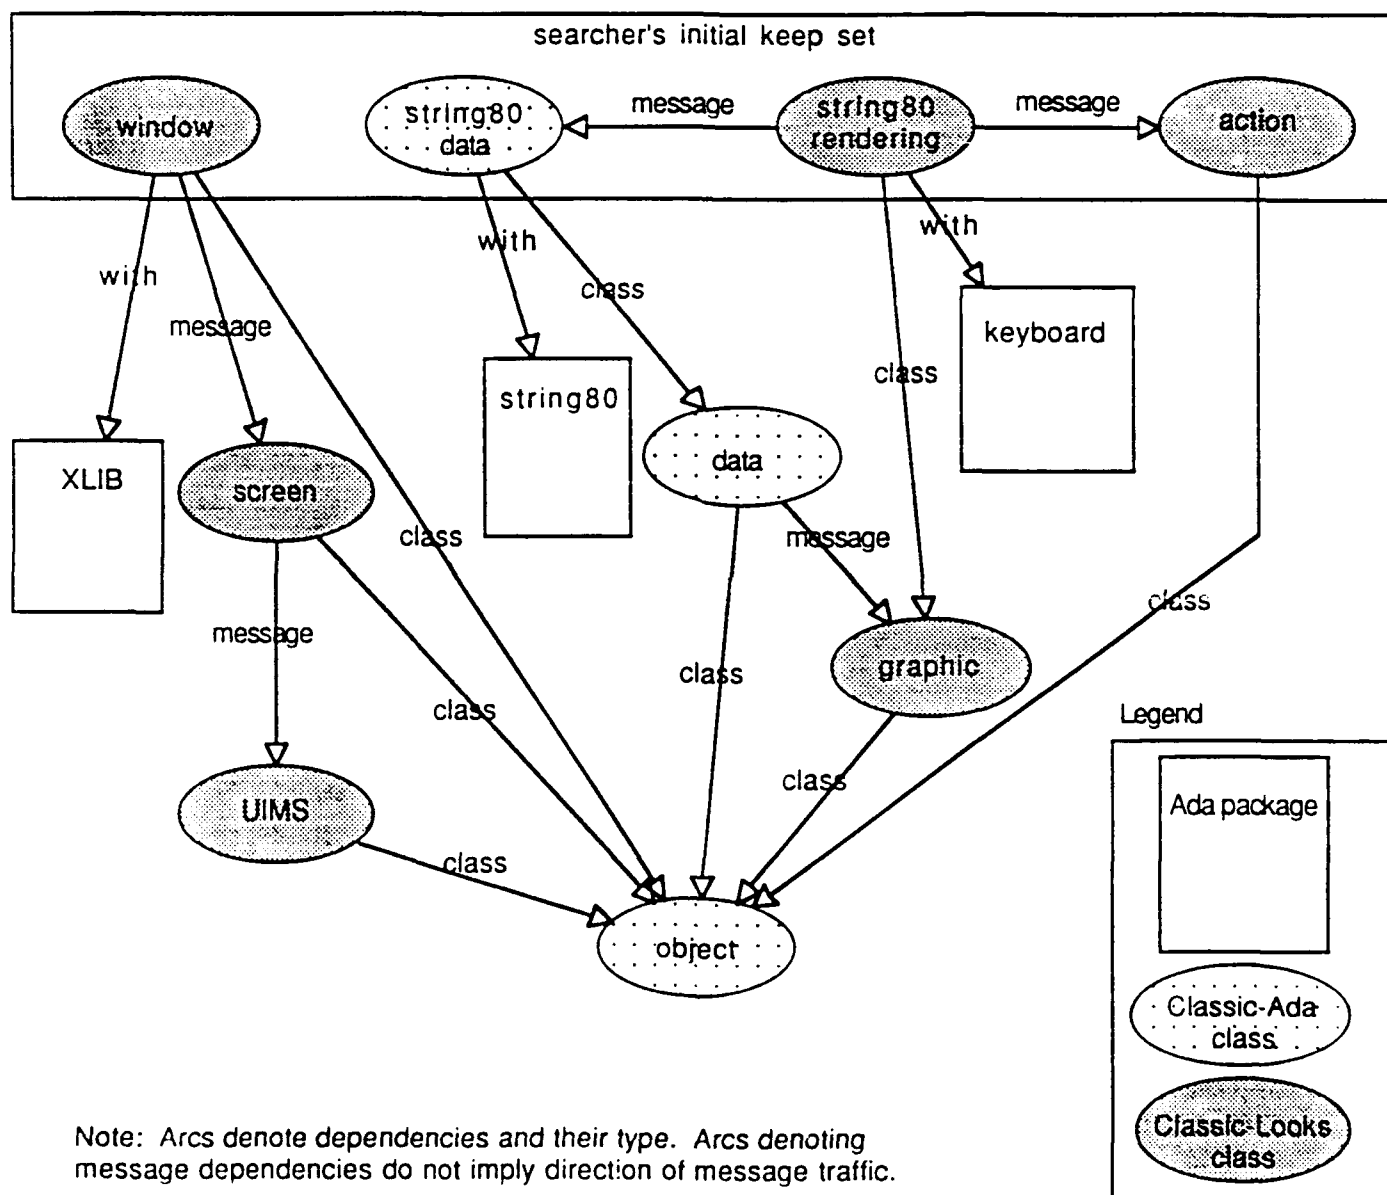 searcher's initial keep set
window
string80
data
message
string80
rendering
message
action
with
message
with
class
with
class
keyboard
XLIB
screen
string80
data
class
message
class
message
class
class
graphic
class
class
UIMS
class
object
Legend
Ada package
Classic-Ada
class
Classic-Looks
class
Note: Arcs denote dependencies and their type. Arcs denoting
message dependencies do not imply direction of message traffic.